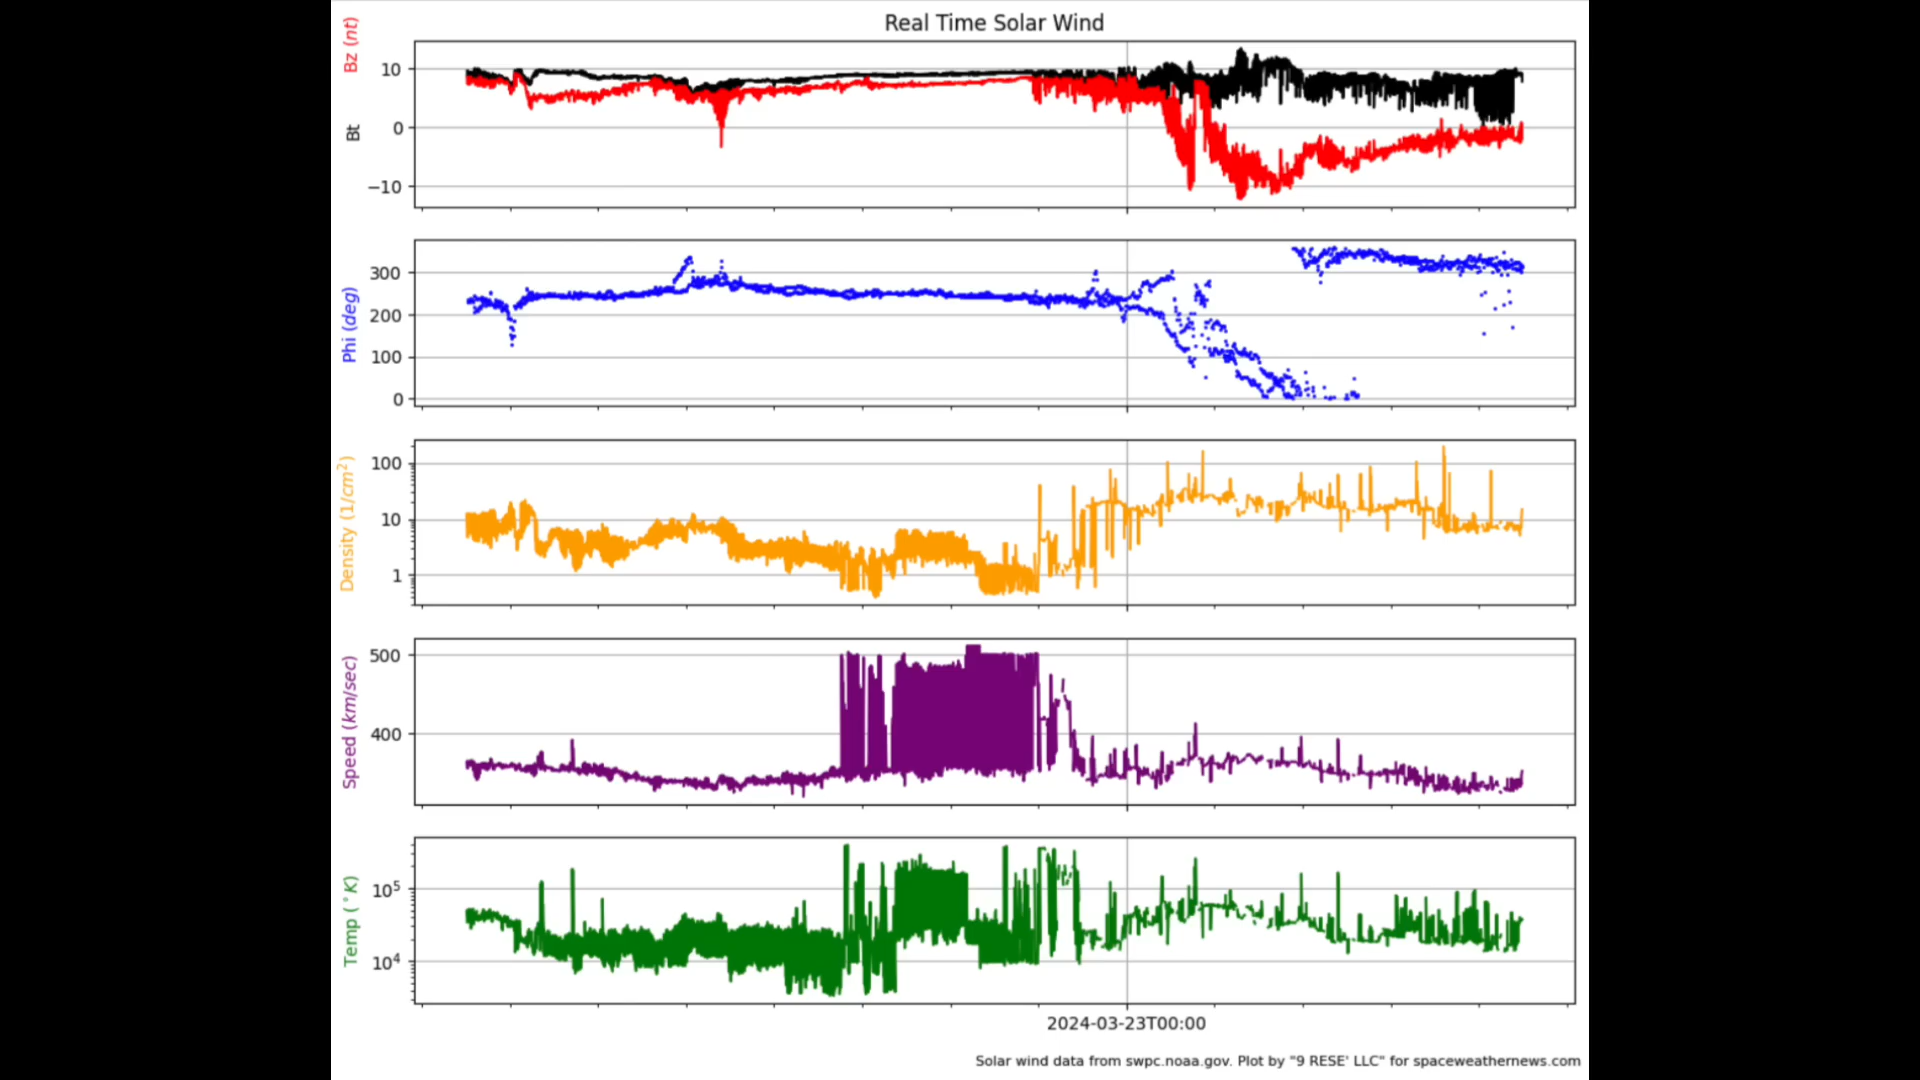 Real Time Solar Wind
Bz (nt)
Bt
10
0
−10
Phi (deg)
300
200
100
0
Density (1/cm²)
100
10
1
Speed (km/sec)
500
400
Temp (°K)
10⁵
10⁴
2024-03-23T00:00
Solar wind data from swpc.noaa.gov. Plot by "9 RESE' LLC" for spaceweathernews.com